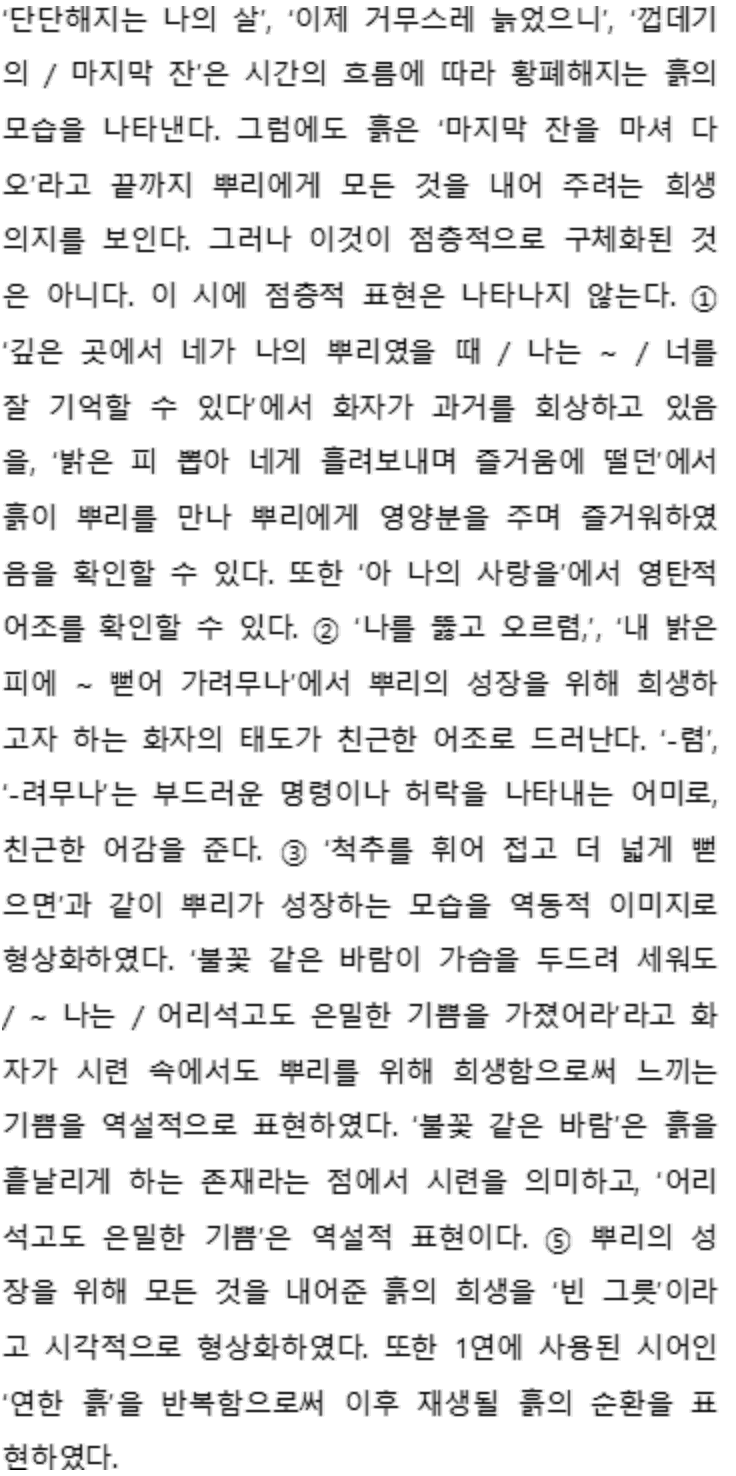 ‘단단해지는 나의 살’, ‘이제 거무스레 늙었으니’, ‘껍데기
의 / 마지막 잔’은 시간의 흐름에 따라 황폐해지는 흙의
모습을 나타낸다. 그럼에도 흙은 ‘마지막 잔을 마셔 다
오’라고 끝까지 뿌리에게 모든 것을 내어 주려는 희생
의지를 보인다. 그러나 이것이 점층적으로 구체화된 것
은 아니다. 이 시에 점층적 표현은 나타나지 않는다. ①
‘깊은 곳에서 네가 나의 뿌리였을 때 / 나는 ~ / 너를
잘 기억할 수 있다’에서 화자가 과거를 회상하고 있음
을, ‘밝은 피 뽑아 네게 흘려보내며 즐거움에 떨던’에서
흙이 뿌리를 만나 뿌리에게 영양분을 주며 즐거워하였
음을 확인할 수 있다. 또한 ‘아 나의 사랑을’에서 영탄적
어조를 확인할 수 있다. ② ‘나를 뚫고 오르렴,’, ‘내 밝은
피에 ~ 뻗어 가려무나’에서 뿌리의 성장을 위해 희생하
고자 하는 화자의 태도가 친근한 어조로 드러난다. ‘-렴’,
‘-려무나’는 부드러운 명령이나 허락을 나타내는 어미로,
친근한 어감을 준다. ③ ‘척추를 휘어 접고 더 넓게 뻗
으면’과 같이 뿌리가 성장하는 모습을 역동적 이미지로
형상화하였다. ‘불꽃 같은 바람이 가슴을 두드려 세워도
/ ~ 나는 / 어리석고도 은밀한 기쁨을 가졌어라’라고 화
자가 시련 속에서도 뿌리를 위해 희생함으로써 느끼는
기쁨을 역설적으로 표현하였다. ‘불꽃 같은 바람’은 흙을
흩날리게 하는 존재라는 점에서 시련을 의미하고, ‘어리
석고도 은밀한 기쁨’은 역설적 표현이다. ⑤ 뿌리의 성
장을 위해 모든 것을 내어준 흙의 희생을 ‘빈 그릇’이라
고 시각적으로 형상화하였다. 또한 1연에 사용된 시어인
‘연한 흙’을 반복함으로써 이후 재생될 흙의 순환을 표
현하였다.